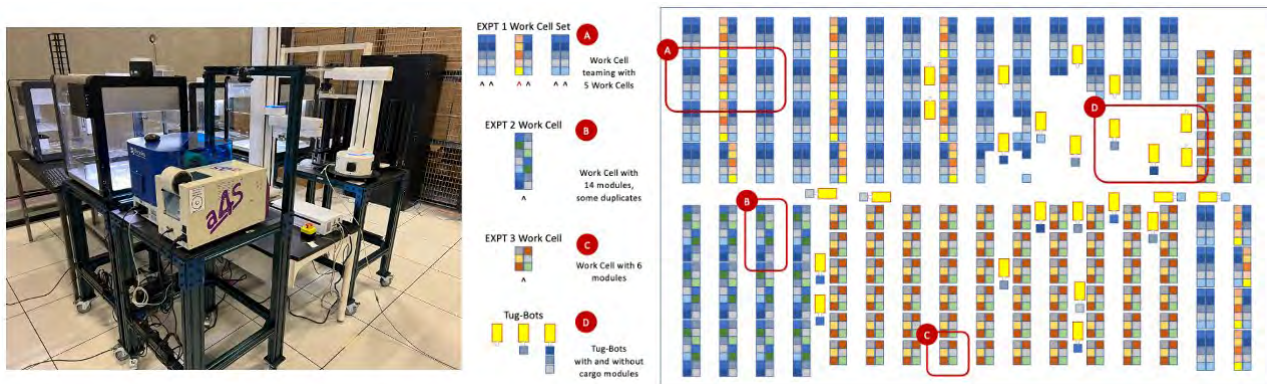 a4s
EXPT 1 Work Cell Set
A
Work Cell
teaming with
5 Work Cells
^ ^ ^ ^ ^ ^
EXPT 2 Work Cell
B
Work Cell with
14 modules,
some duplicates
^
EXPT 3 Work Cell
C
Work Cell with 6
modules
^
Tug-Bots
D
Tug-Bots
with and without
cargo modules
A
D
B
C